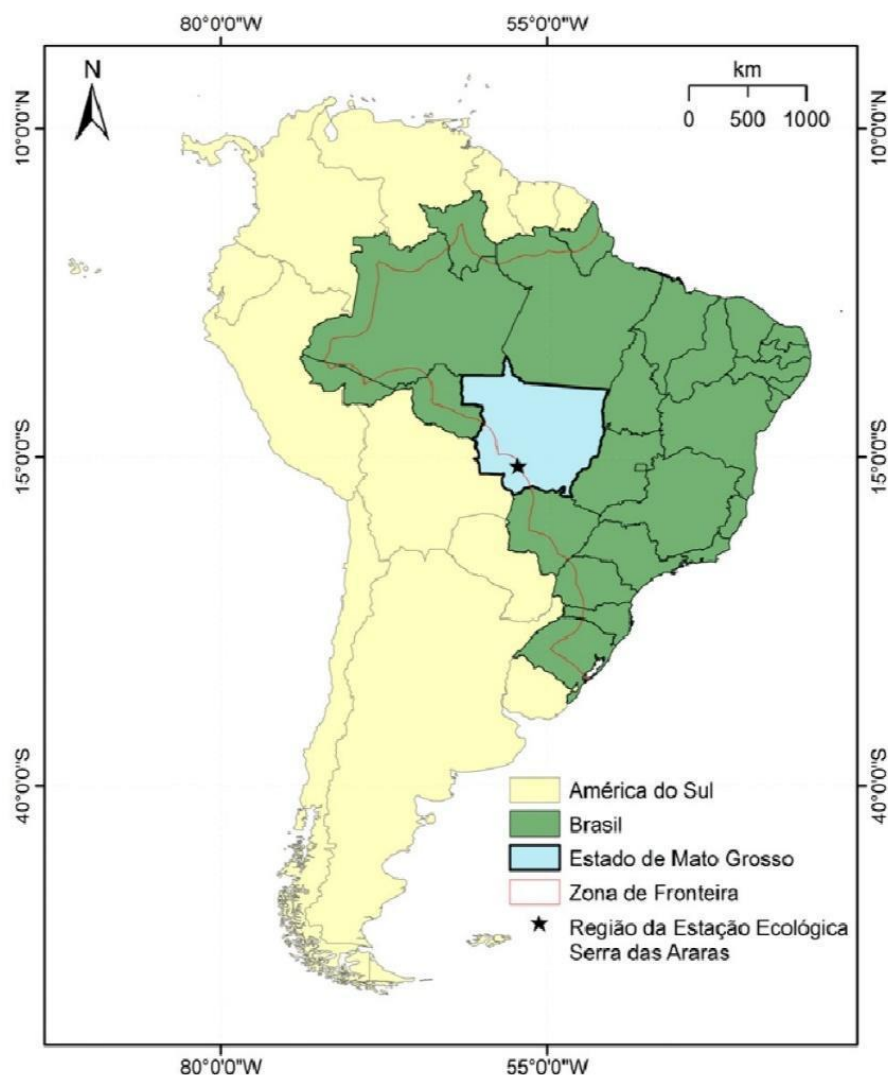 80°0'0"W
55°0'0"W
N
km
0 500 1000
10°0'0"N
10°0'0"N
15°0'0"S
15°0'0"S
40°0'0"S
40°0'0"S
América do Sul
Brasil
Estado de Mato Grosso
Zona de Fronteira
Região da Estação Ecológica
Serra das Araras
80°0'0"W
55°0'0"W